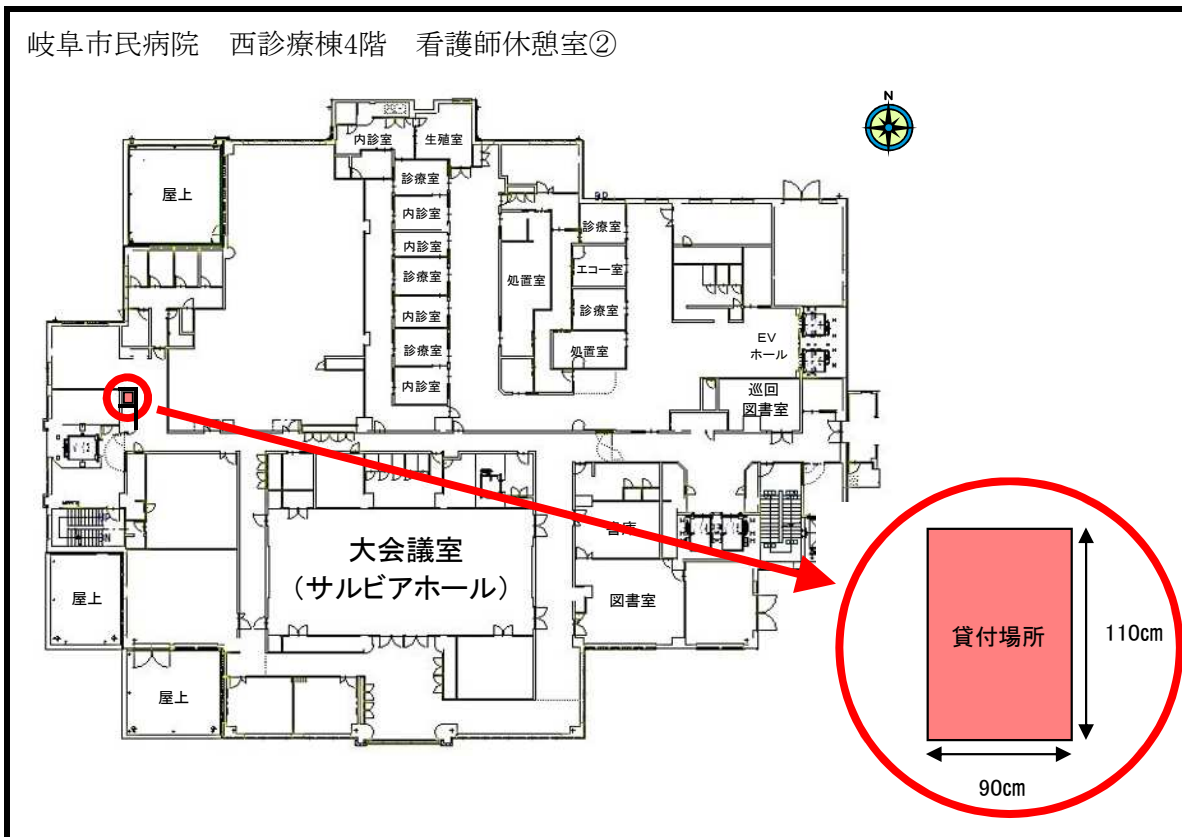 岐阜市民病院　西診療棟4階　看護師休憩室②
N
内診室
生殖室
屋上
診療室
内診室
内診室
診療室
内診室
診療室
内診室
処置室
診療室
エコー室
診療室
処置室
EV
ホール
巡回
図書室
大会議室
（サルビアホール）
書庫
図書室
屋上
屋上
貸付場所
110cm
90cm